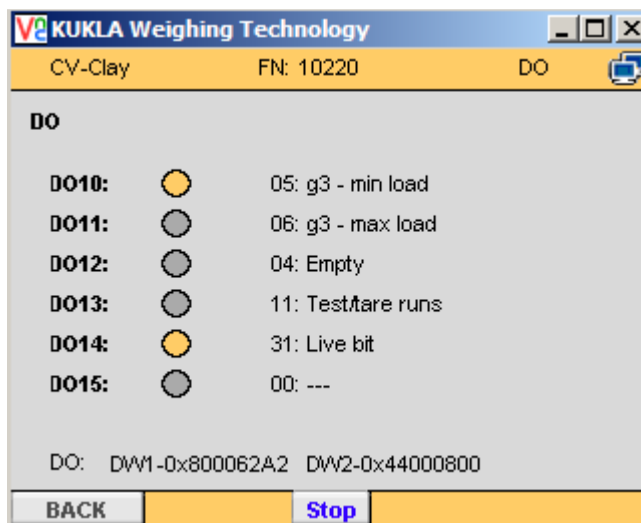 KUKLA Weighing Technology
CV-Clay FN: 10220 DO
DO
DO10: 05: g3 - min load
DO11: 06: g3 - max load
DO12: 04: Empty
DO13: 11: Test/tare runs
DO14: 31: Live bit
DO15: 00: ---
DO: DW1-0x800062A2 DW2-0x44000800
BACK Stop